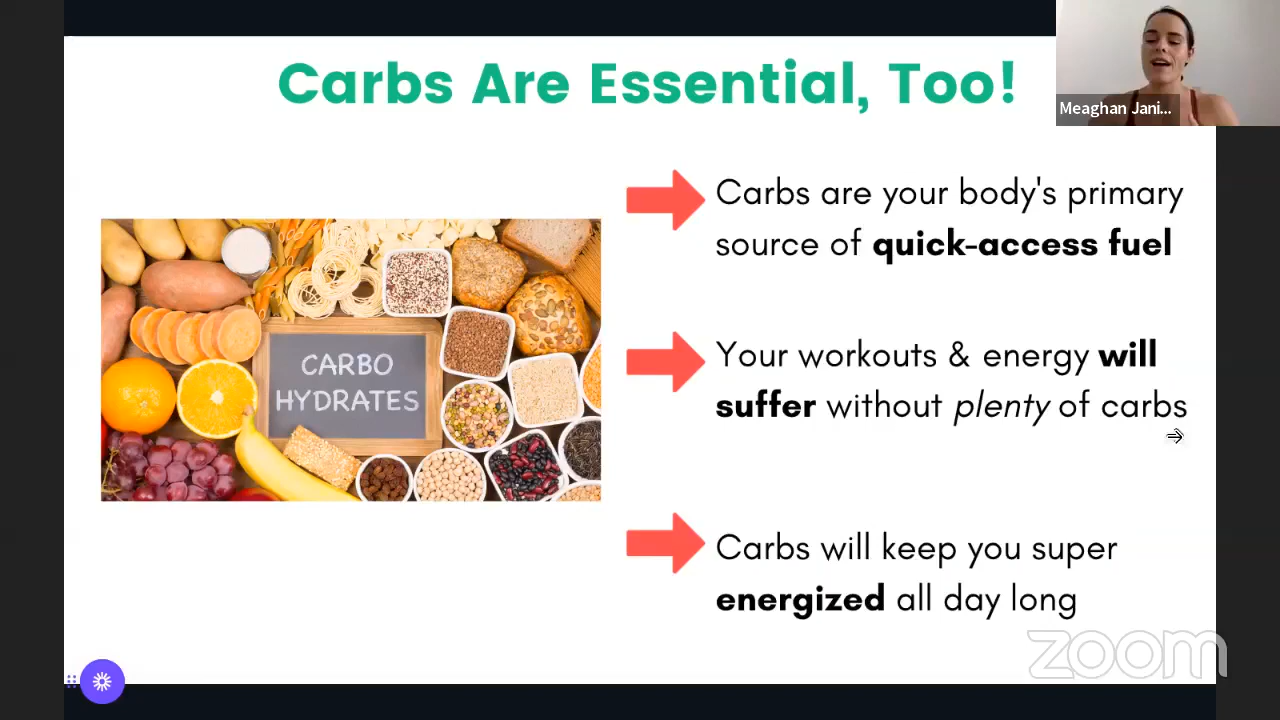 Carbs Are Essential, Too!
Meaghan Jani...
Carbs are your body's primary
source of quick-access fuel
CARBO
HYDRATES
Your workouts & energy will
suffer without plenty of carbs
Carbs will keep you super
energized all day long
zoom